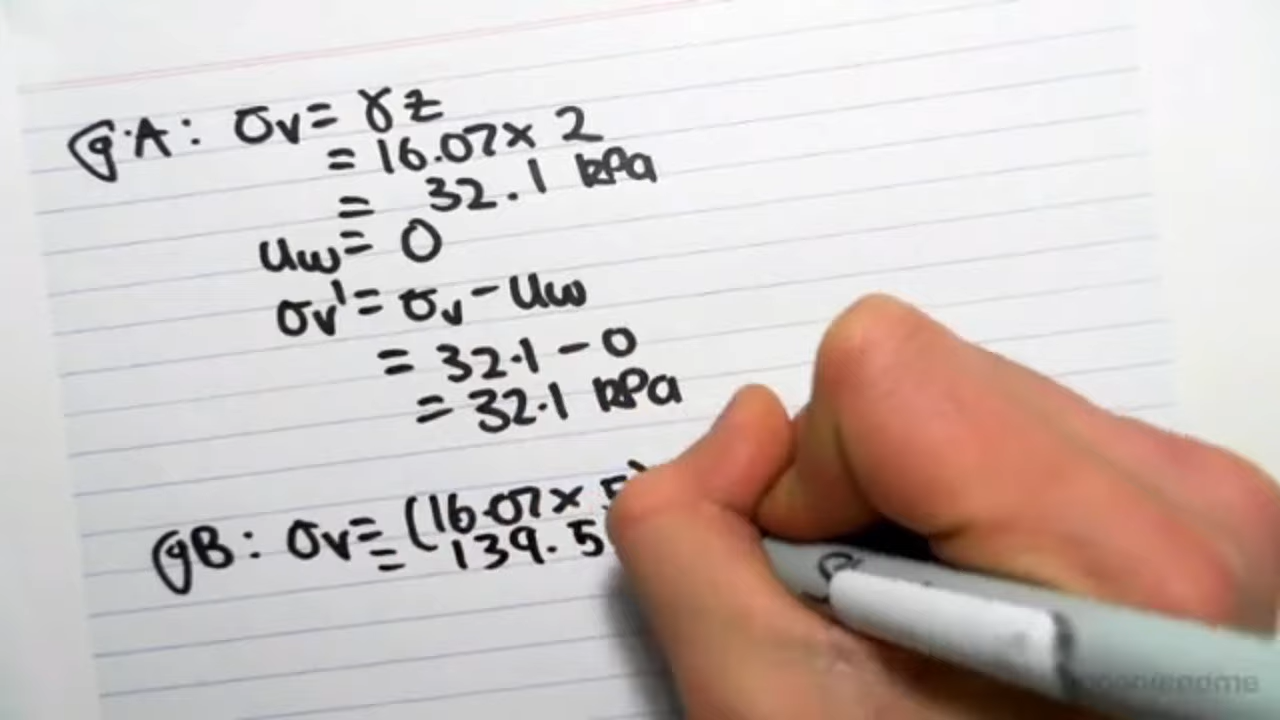 @A: σv = γz
= 16.07 × 2
= 32.1 kPa
uw = 0
σv' = σv - uw
= 32.1 - 0
= 32.1 kPa
@B: σv = (16.07 × 5)
= 139.5